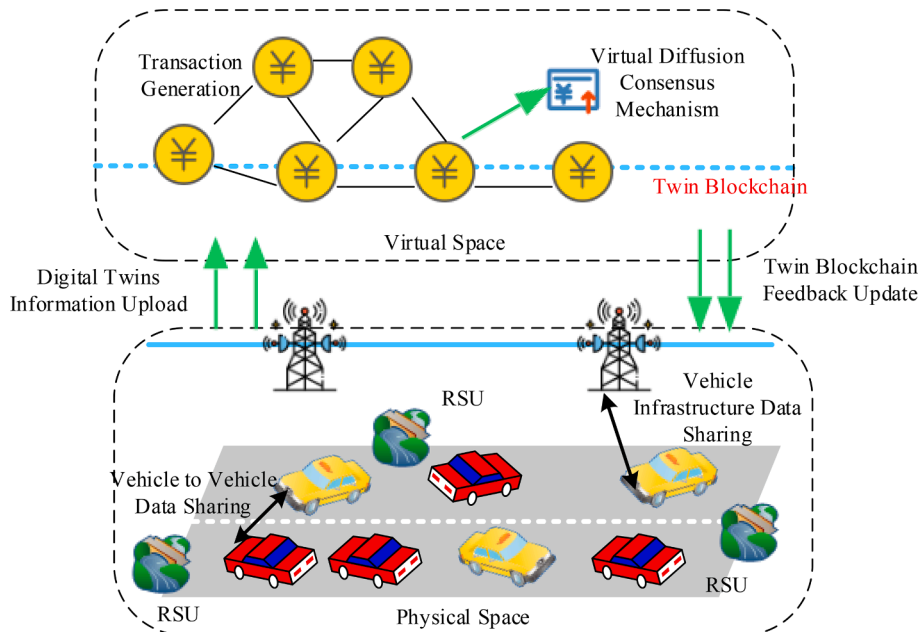 Transaction
Generation
Virtual Diffusion
Consensus
Mechanism
¥
¥
¥
¥
¥
¥
¥
Twin Blockchain
Virtual Space
Digital Twins
Information Upload
Twin Blockchain
Feedback Update
RSU
Vehicle
Infrastructure Data
Sharing
Vehicle to Vehicle
Data Sharing
RSU
RSU
Physical Space